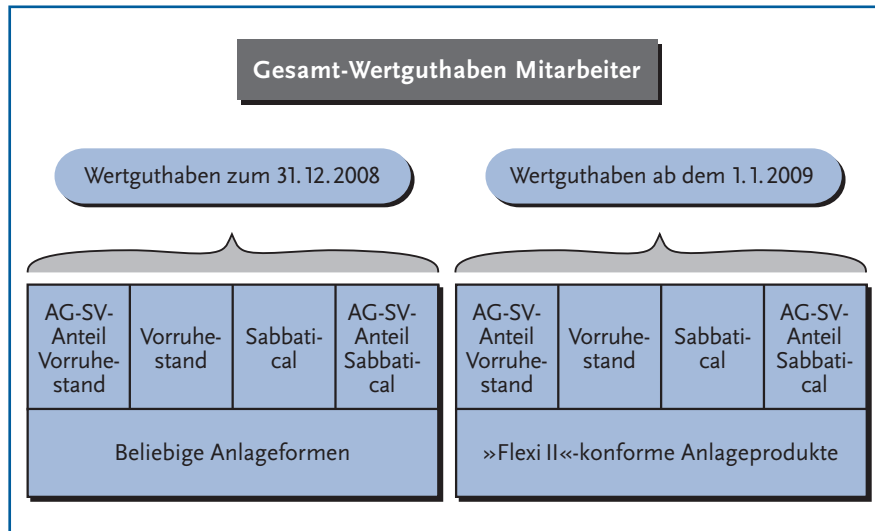 Gesamt-Wertguthaben Mitarbeiter
Wertguthaben zum 31.12.2008
Wertguthaben ab dem 1.1.2009
AG-SV-
Anteil
Vorruhe-
stand
Vorruhe-
stand
Sabbati-
cal
AG-SV-
Anteil
Sabbati-
cal
AG-SV-
Anteil
Vorruhe-
stand
Vorruhe-
stand
Sabbati-
cal
AG-SV-
Anteil
Sabbati-
cal
Beliebige Anlageformen
»Flexi II«-konforme Anlageprodukte